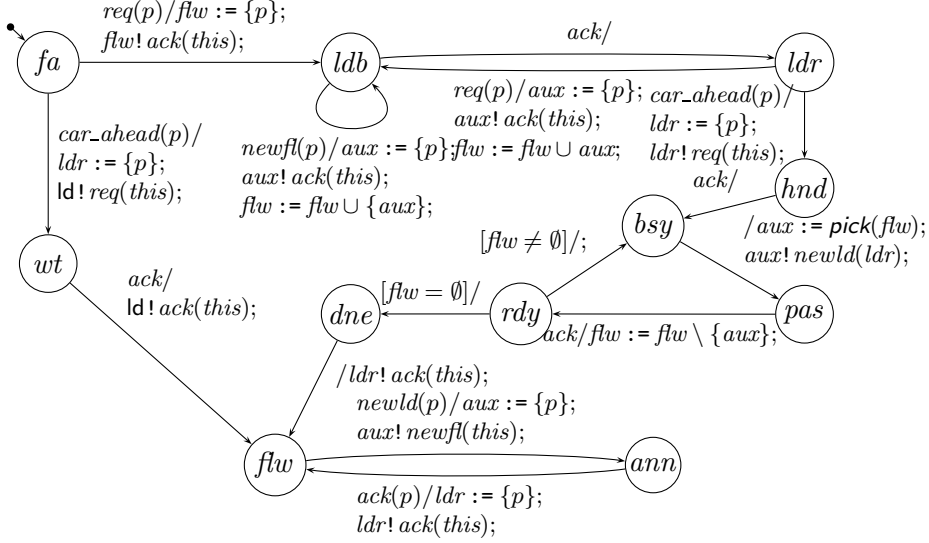 req(p)/flw := {p};
flw! ack(this);
fa
ldb
ack/
ldr
req(p)/aux := {p};
aux! ack(this);
car_ahead(p)/
ldr := {p};
ldr! req(this);
car_ahead(p)/
ldr := {p};
ld! req(this);
newfl(p)/aux := {p};flw := flw ∪ aux;
aux! ack(this);
flw := flw ∪ {aux};
ack/
hnd
bsy
/aux := pick(flw);
aux! newld(ldr);
[flw ≠ ∅]/;
wt
ack/
ld! ack(this);
[flw = ∅]/
dne
rdy
pas
ack/flw := flw \ {aux};
/ldr! ack(this);
newld(p)/aux := {p};
aux! newfl(this);
flw
ann
ack(p)/ldr := {p};
ldr! ack(this);